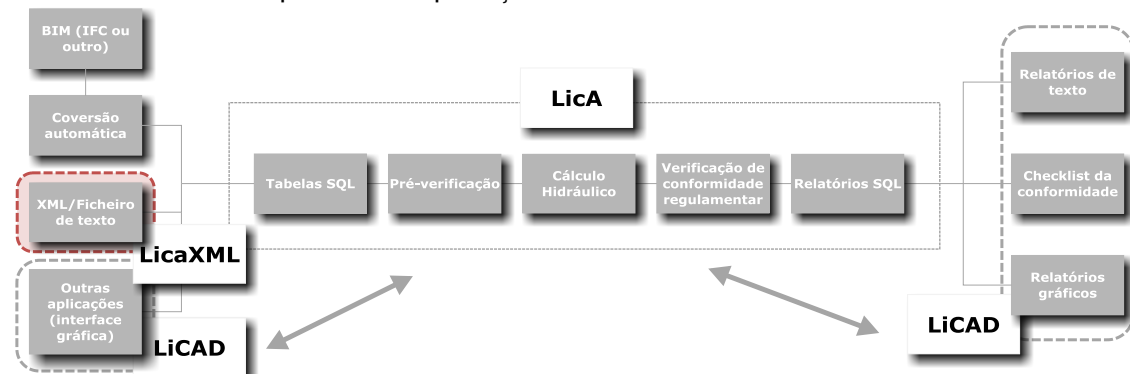 BIM (IFC ou
outro)
Coversão
automática
XML/Ficheiro
de texto
LicaXML
Outras
aplicações
(interface
gráfica)
LiCAD
LicA
Tabelas SQL
Pré-verificação
Cálculo
Hidráulico
Verificação de
conformidade
regulamentar
Relatórios SQL
Relatórios de
texto
Checklist da
conformidade
Relatórios
gráficos
LiCAD